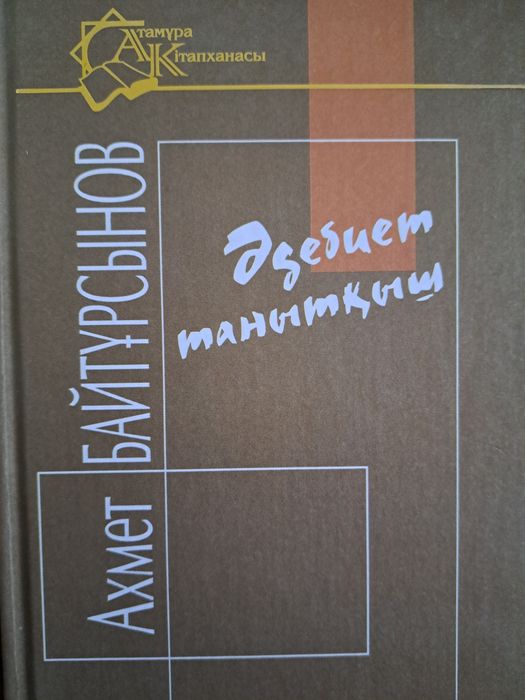 Атамұра
Кітапханасы
Ахмет БАЙТҰРСЫНОВ
Әдебиет
танытқыш